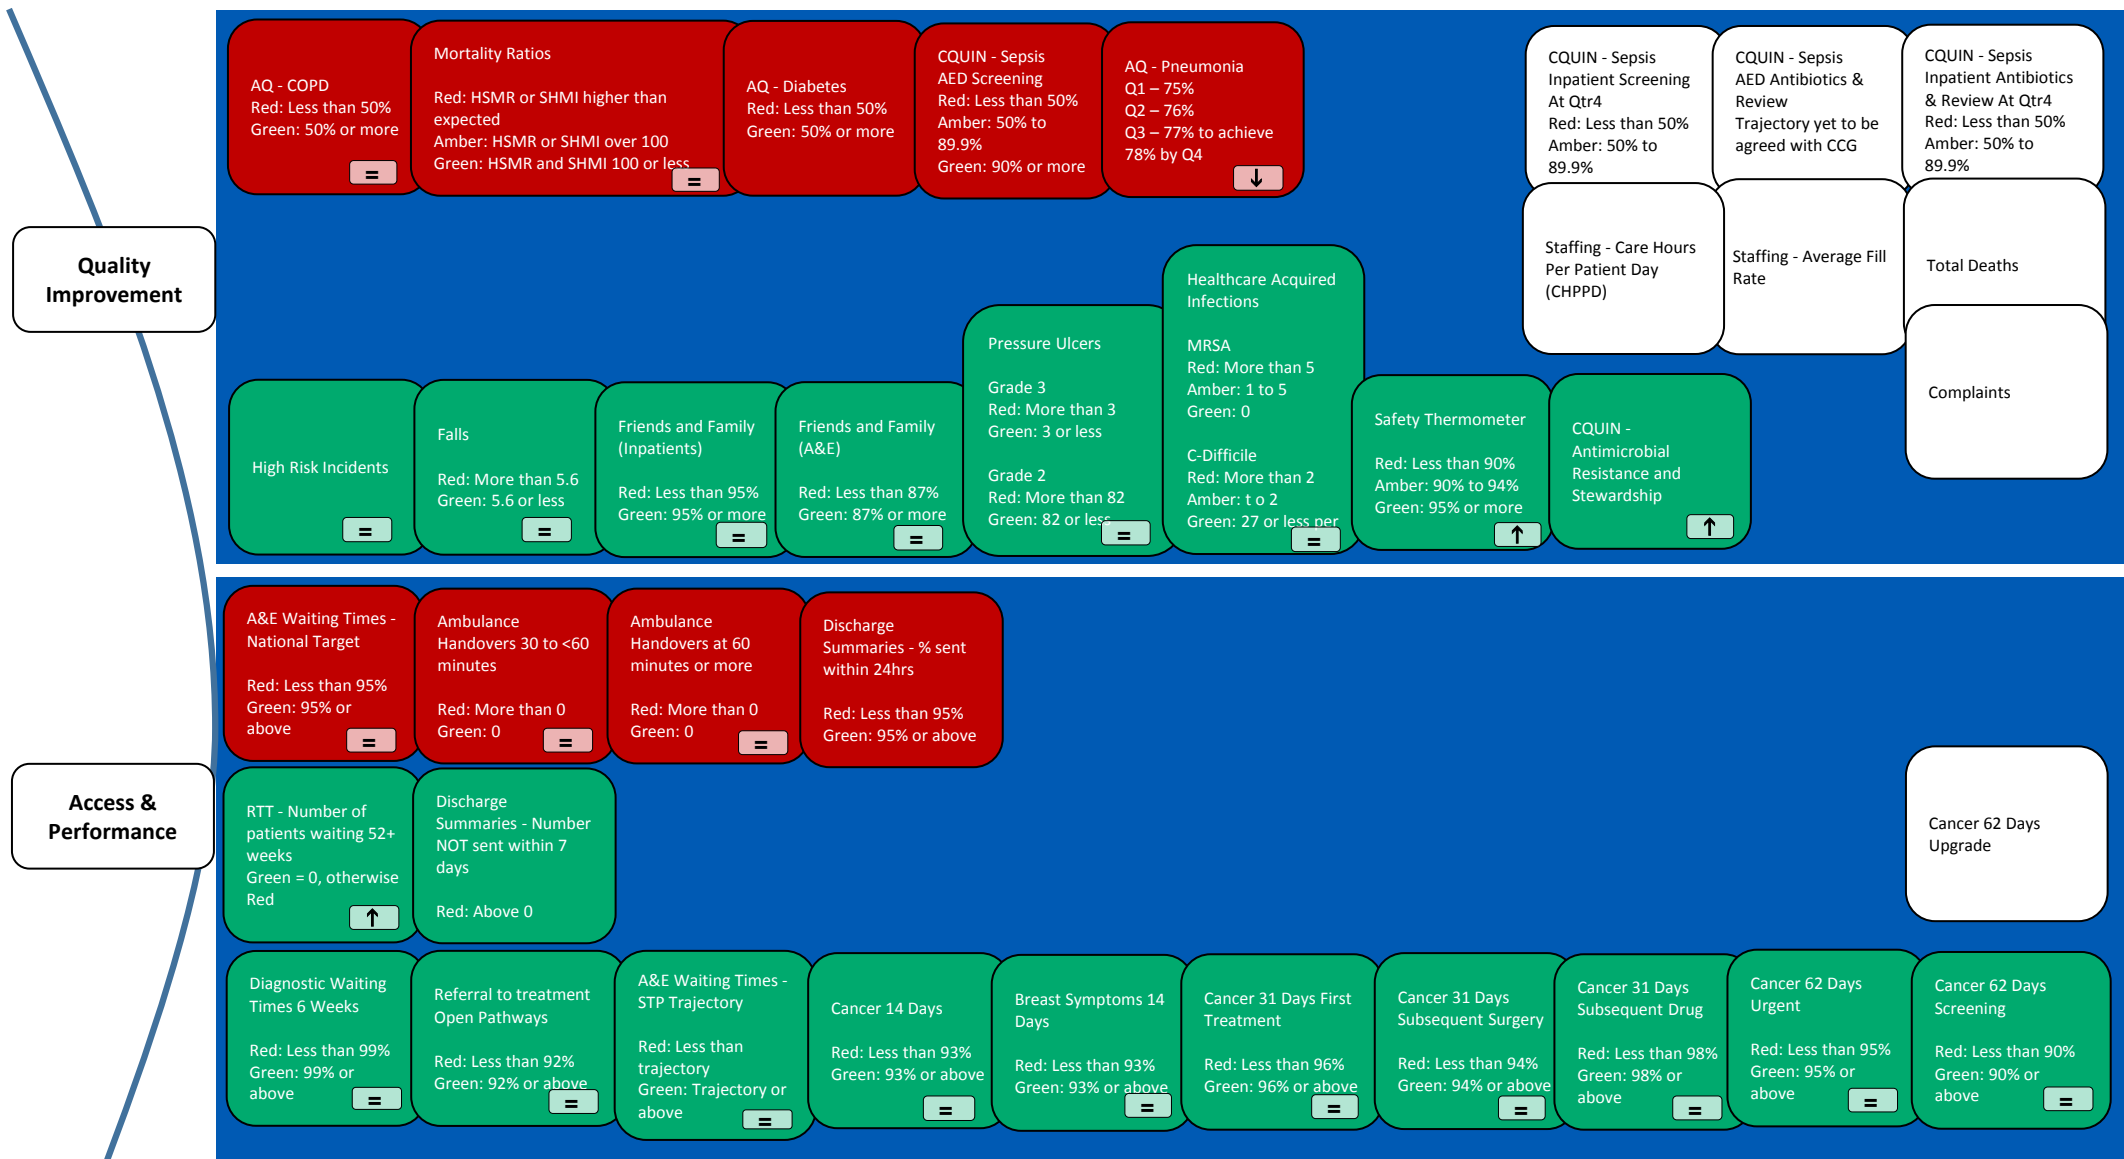 Quality
Improvement
AQ - COPD
Red: Less than 50%
Green: 50% or more
=
Mortality Ratios
Red: HSMR or SHMI higher than
expected
Amber: HSMR or SHMI over 100
Green: HSMR and SHMI 100 or less
=
AQ - Diabetes
Red: Less than 50%
Green: 50% or more
CQUIN - Sepsis
AED Screening
Red: Less than 50%
Amber: 50% to
89.9%
Green: 90% or more
AQ - Pneumonia
Q1 – 75%
Q2 – 76%
Q3 – 77% to achieve
78% by Q4
↓
CQUIN - Sepsis
Inpatient Screening
At Qtr4
Red: Less than 50%
Amber: 50% to
89.9%
CQUIN - Sepsis
AED Antibiotics &
Review
Trajectory yet to be
agreed with CCG
CQUIN - Sepsis
Inpatient Antibiotics
& Review At Qtr4
Red: Less than 50%
Amber: 50% to
89.9%
Staffing - Care Hours
Per Patient Day
(CHPPD)
Staffing - Average Fill
Rate
Total Deaths
Complaints
High Risk Incidents
=
Falls
Red: More than 5.6
Green: 5.6 or less
=
Friends and Family
(Inpatients)
Red: Less than 95%
Green: 95% or more
=
Friends and Family
(A&E)
Red: Less than 87%
Green: 87% or more
=
Pressure Ulcers
Grade 3
Red: More than 3
Green: 3 or less
Grade 2
Red: More than 82
Green: 82 or less
=
Healthcare Acquired
Infections
MRSA
Red: More than 5
Amber: 1 to 5
Green: 0
C-Difficile
Red: More than 2
Amber: t o 2
Green: 27 or less per
=
Safety Thermometer
Red: Less than 90%
Amber: 90% to 94%
Green: 95% or more
↑
CQUIN -
Antimicrobial
Resistance and
Stewardship
↑
Access &
Performance
A&E Waiting Times -
National Target
Red: Less than 95%
Green: 95% or
above
=
Ambulance
Handovers 30 to <60
minutes
Red: More than 0
Green: 0
=
Ambulance
Handovers at 60
minutes or more
Red: More than 0
Green: 0
=
Discharge
Summaries - % sent
within 24hrs
Red: Less than 95%
Green: 95% or above
RTT - Number of
patients waiting 52+
weeks
Green = 0, otherwise
Red
↑
Discharge
Summaries - Number
NOT sent within 7
days
Red: Above 0
Cancer 62 Days
Upgrade
Diagnostic Waiting
Times 6 Weeks
Red: Less than 99%
Green: 99% or
above
=
Referral to treatment
Open Pathways
Red: Less than 92%
Green: 92% or above
=
A&E Waiting Times -
STP Trajectory
Red: Less than
trajectory
Green: Trajectory or
above
=
Cancer 14 Days
Red: Less than 93%
Green: 93% or above
=
Breast Symptoms 14
Days
Red: Less than 93%
Green: 93% or above
=
Cancer 31 Days First
Treatment
Red: Less than 96%
Green: 96% or above
=
Cancer 31 Days
Subsequent Surgery
Red: Less than 94%
Green: 94% or above
=
Cancer 31 Days
Subsequent Drug
Red: Less than 98%
Green: 98% or
above
=
Cancer 62 Days
Urgent
Red: Less than 95%
Green: 95% or
above
=
Cancer 62 Days
Screening
Red: Less than 90%
Green: 90% or
above
=